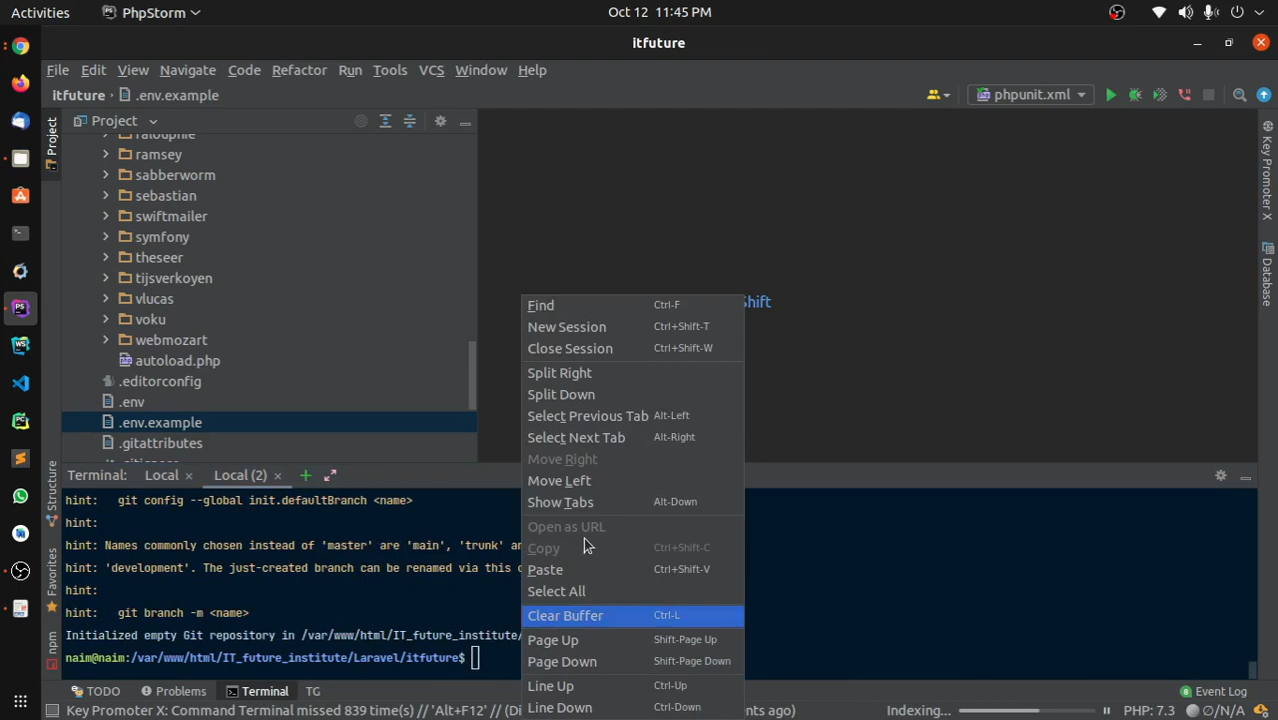 Activities PhpStorm Oct 12 11:45 PM
itfuture
File Edit View Navigate Code Refactor Run Tools VCS Window Help
itfuture .env.example phpunit.xml
Project
Project
ralouphie
ramsey
sabberworm
sebastian
swiftmailer
symfony
theseer
tijsverkoyen
vlucas
voku
webmozart
autoload.php
.editorconfig
.env
.env.example
.gitattributes
Shift
Key Promoter X
Database
Structure
Favorites
npm
Find Ctrl-F
New Session Ctrl+Shift-T
Close Session Ctrl+Shift-W
Split Right
Split Down
Select Previous Tab Alt-Left
Select Next Tab Alt-Right
Move Right
Move Left
Show Tabs Alt-Down
Open as URL
Copy Ctrl+Shift-C
Paste Ctrl+Shift-V
Select All
Clear Buffer Ctrl-L
Page Up Shift-Page Up
Page Down Shift-Page Down
Line Up Ctrl-Up
Line Down Ctrl-Down
Terminal: Local × Local (2) ×
hint: git config --global init.defaultBranch <name>
hint:
hint: Names commonly chosen instead of 'master' are 'main', 'trunk' an
hint: 'development'. The just-created branch can be renamed via this c
hint:
hint: git branch -m <name>
Initialized empty Git repository in /var/www/html/IT_future_institute/
naim@naim:/var/www/html/IT_future_institute/Laravel/itfuture$
TODO Problems Terminal TG Event Log
Key Promoter X: Command Terminal missed 839 time(s) // 'Alt+F12' // (Di ents ago) Indexing... PHP: 7.3 ∅/N/A